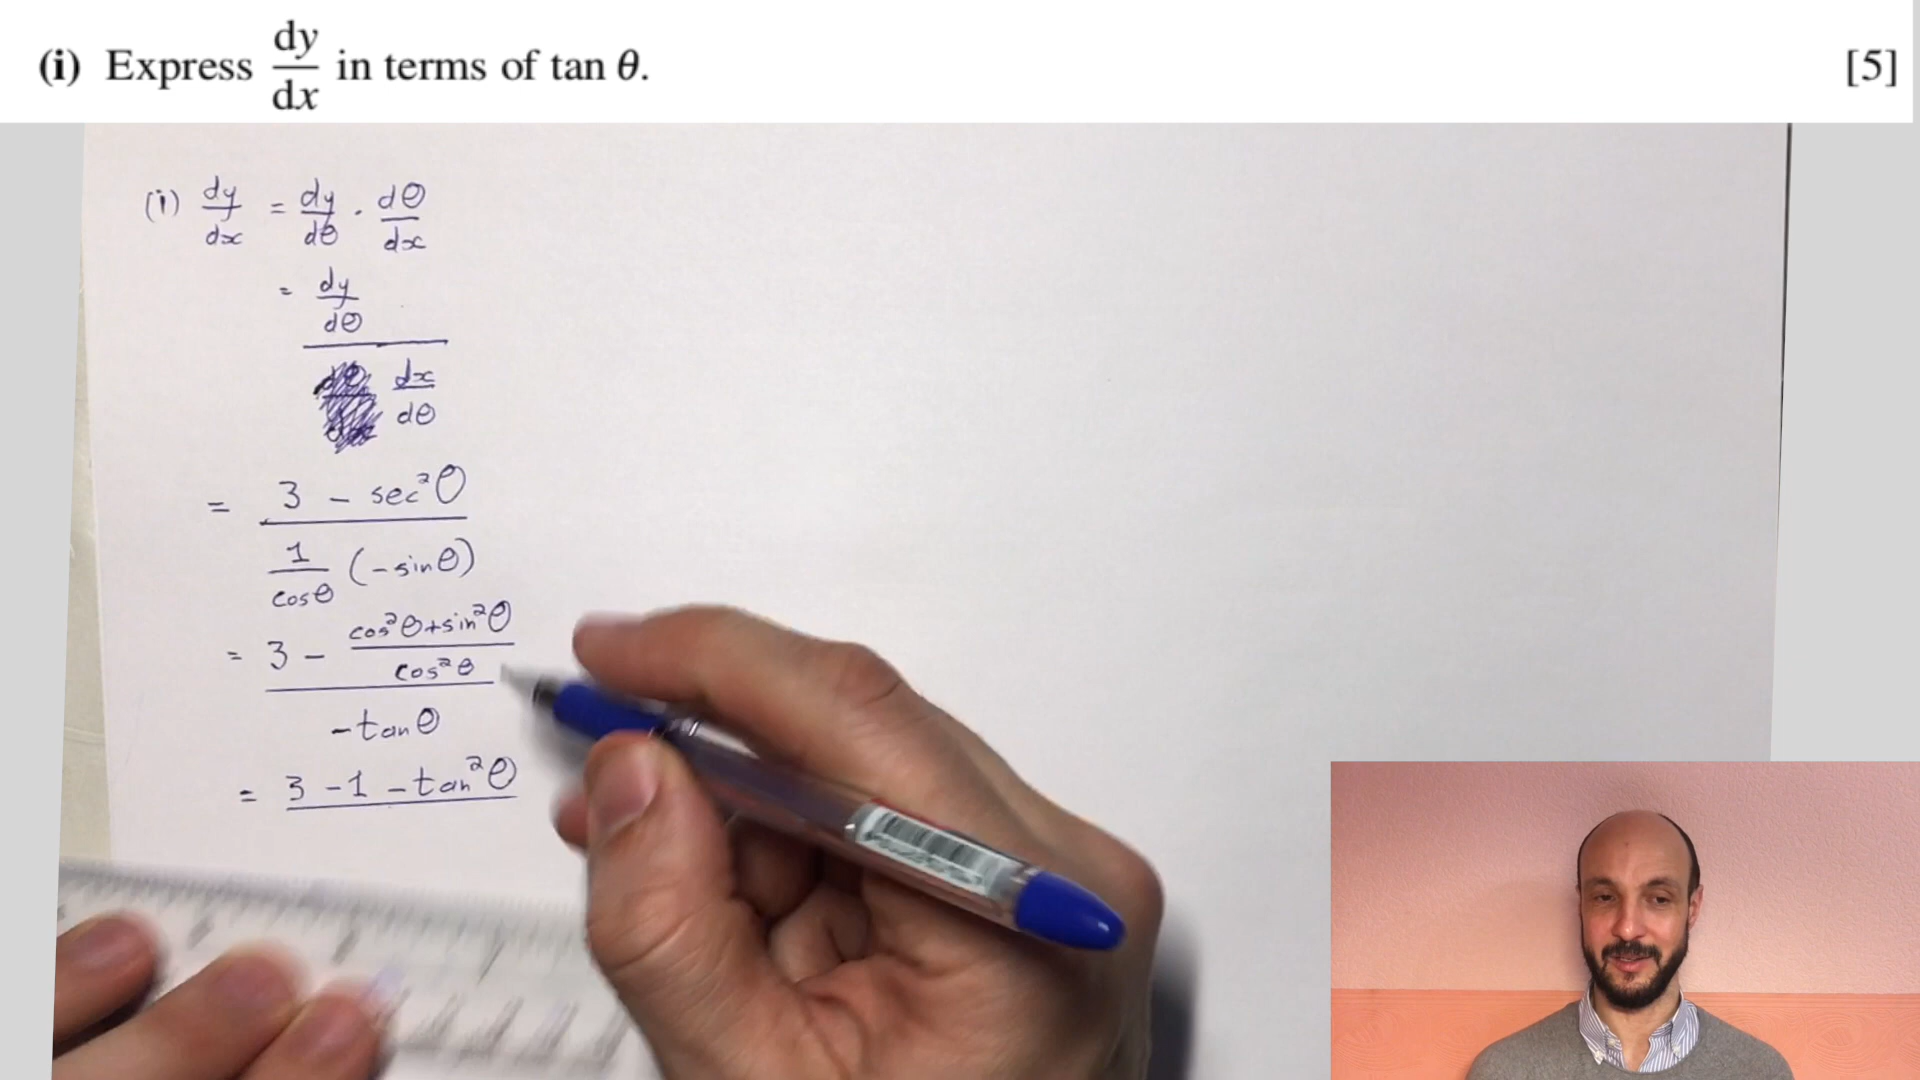 (i) Express dy/dx in terms of tan θ. [5]
(i) dy/dx = dy/dθ · dθ/dx
= dy/dθ
dx/dθ
= 3 - sec²θ
1/cosθ (-sinθ)
= 3 - cos²θ+sin²θ/cos²θ
-tanθ
= 3 - 1 - tan²θ